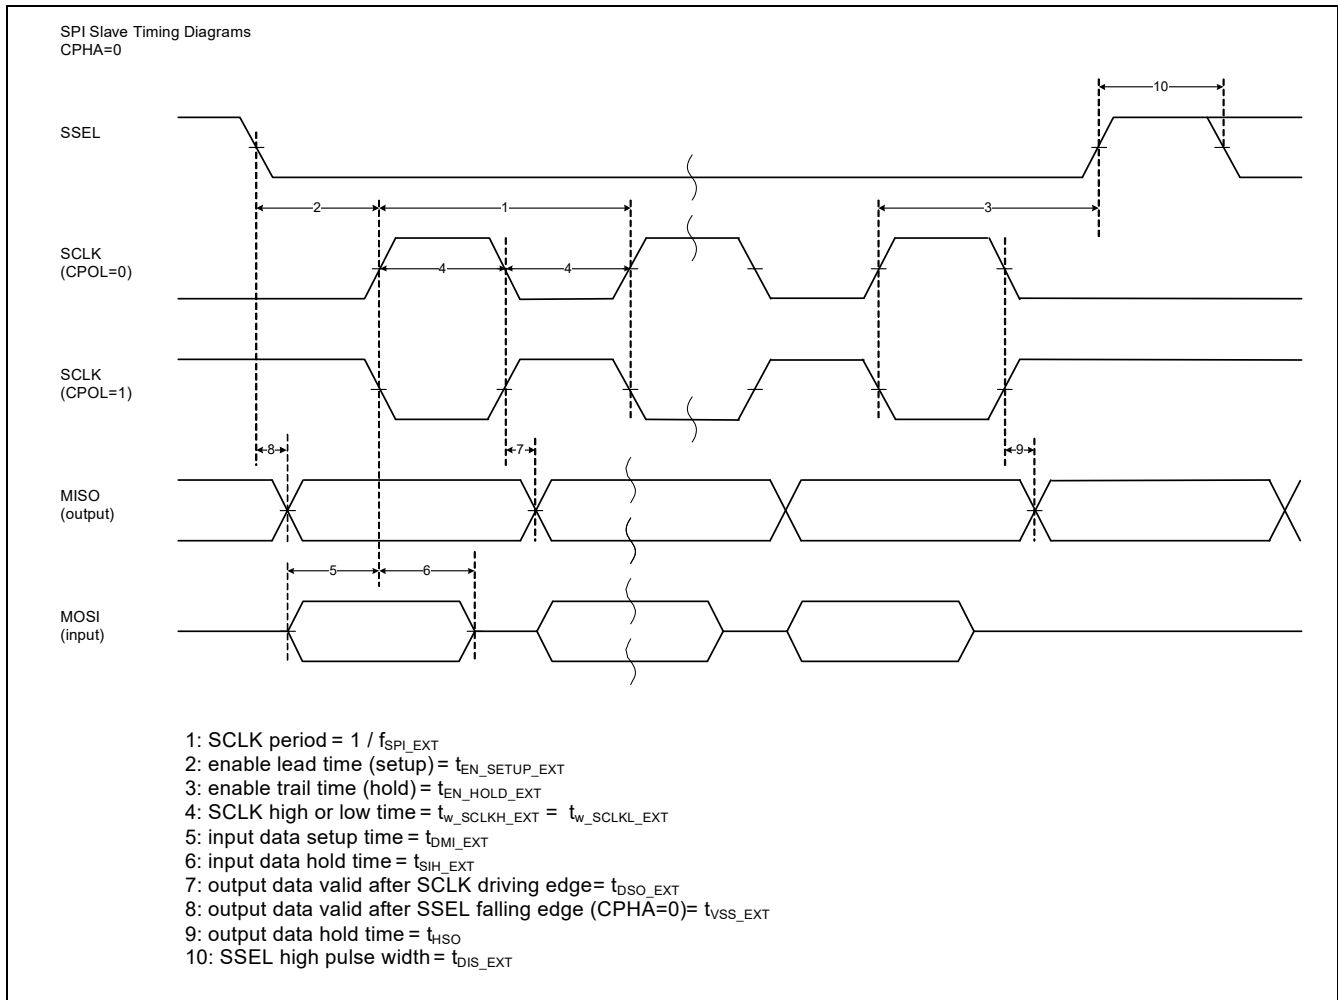 SPI Slave Timing Diagrams
CPHA=0
10
SSEL
2
1
3
SCLK
(CPOL=0)
4
4
SCLK
(CPOL=1)
8
7
9
MISO
(output)
5
6
MOSI
(input)
1: SCLK period = 1 / fSPI_EXT
2: enable lead time (setup) = tEN_SETUP_EXT
3: enable trail time (hold) = tEN_HOLD_EXT
4: SCLK high or low time = tw_SCLKH_EXT = tw_SCLKL_EXT
5: input data setup time = tDMI_EXT
6: input data hold time = tSIH_EXT
7: output data valid after SCLK driving edge= tDSO_EXT
8: output data valid after SSEL falling edge (CPHA=0)= tVSS_EXT
9: output data hold time = tHSO
10: SSEL high pulse width = tDIS_EXT